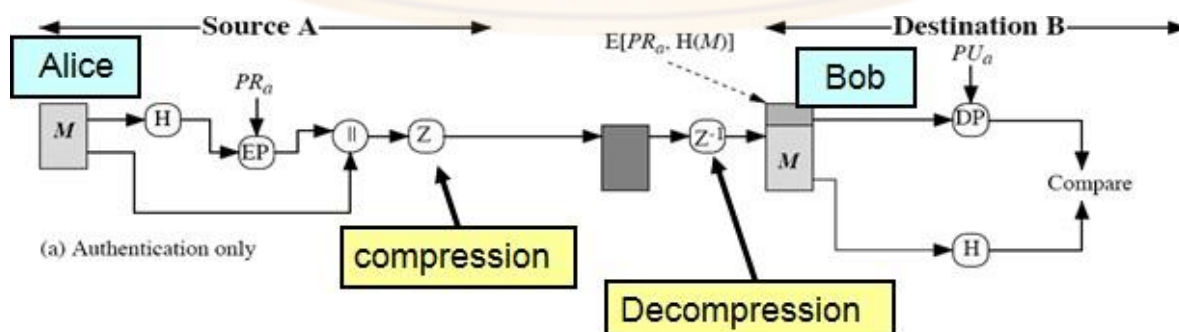 Source A
Destination B
E[PRₐ, H(M)]
Alice
Bob
PRₐ
PUₐ
M
H
EP
||
Z
Z⁻¹
M
DP
Compare
H
(a) Authentication only
compression
Decompression